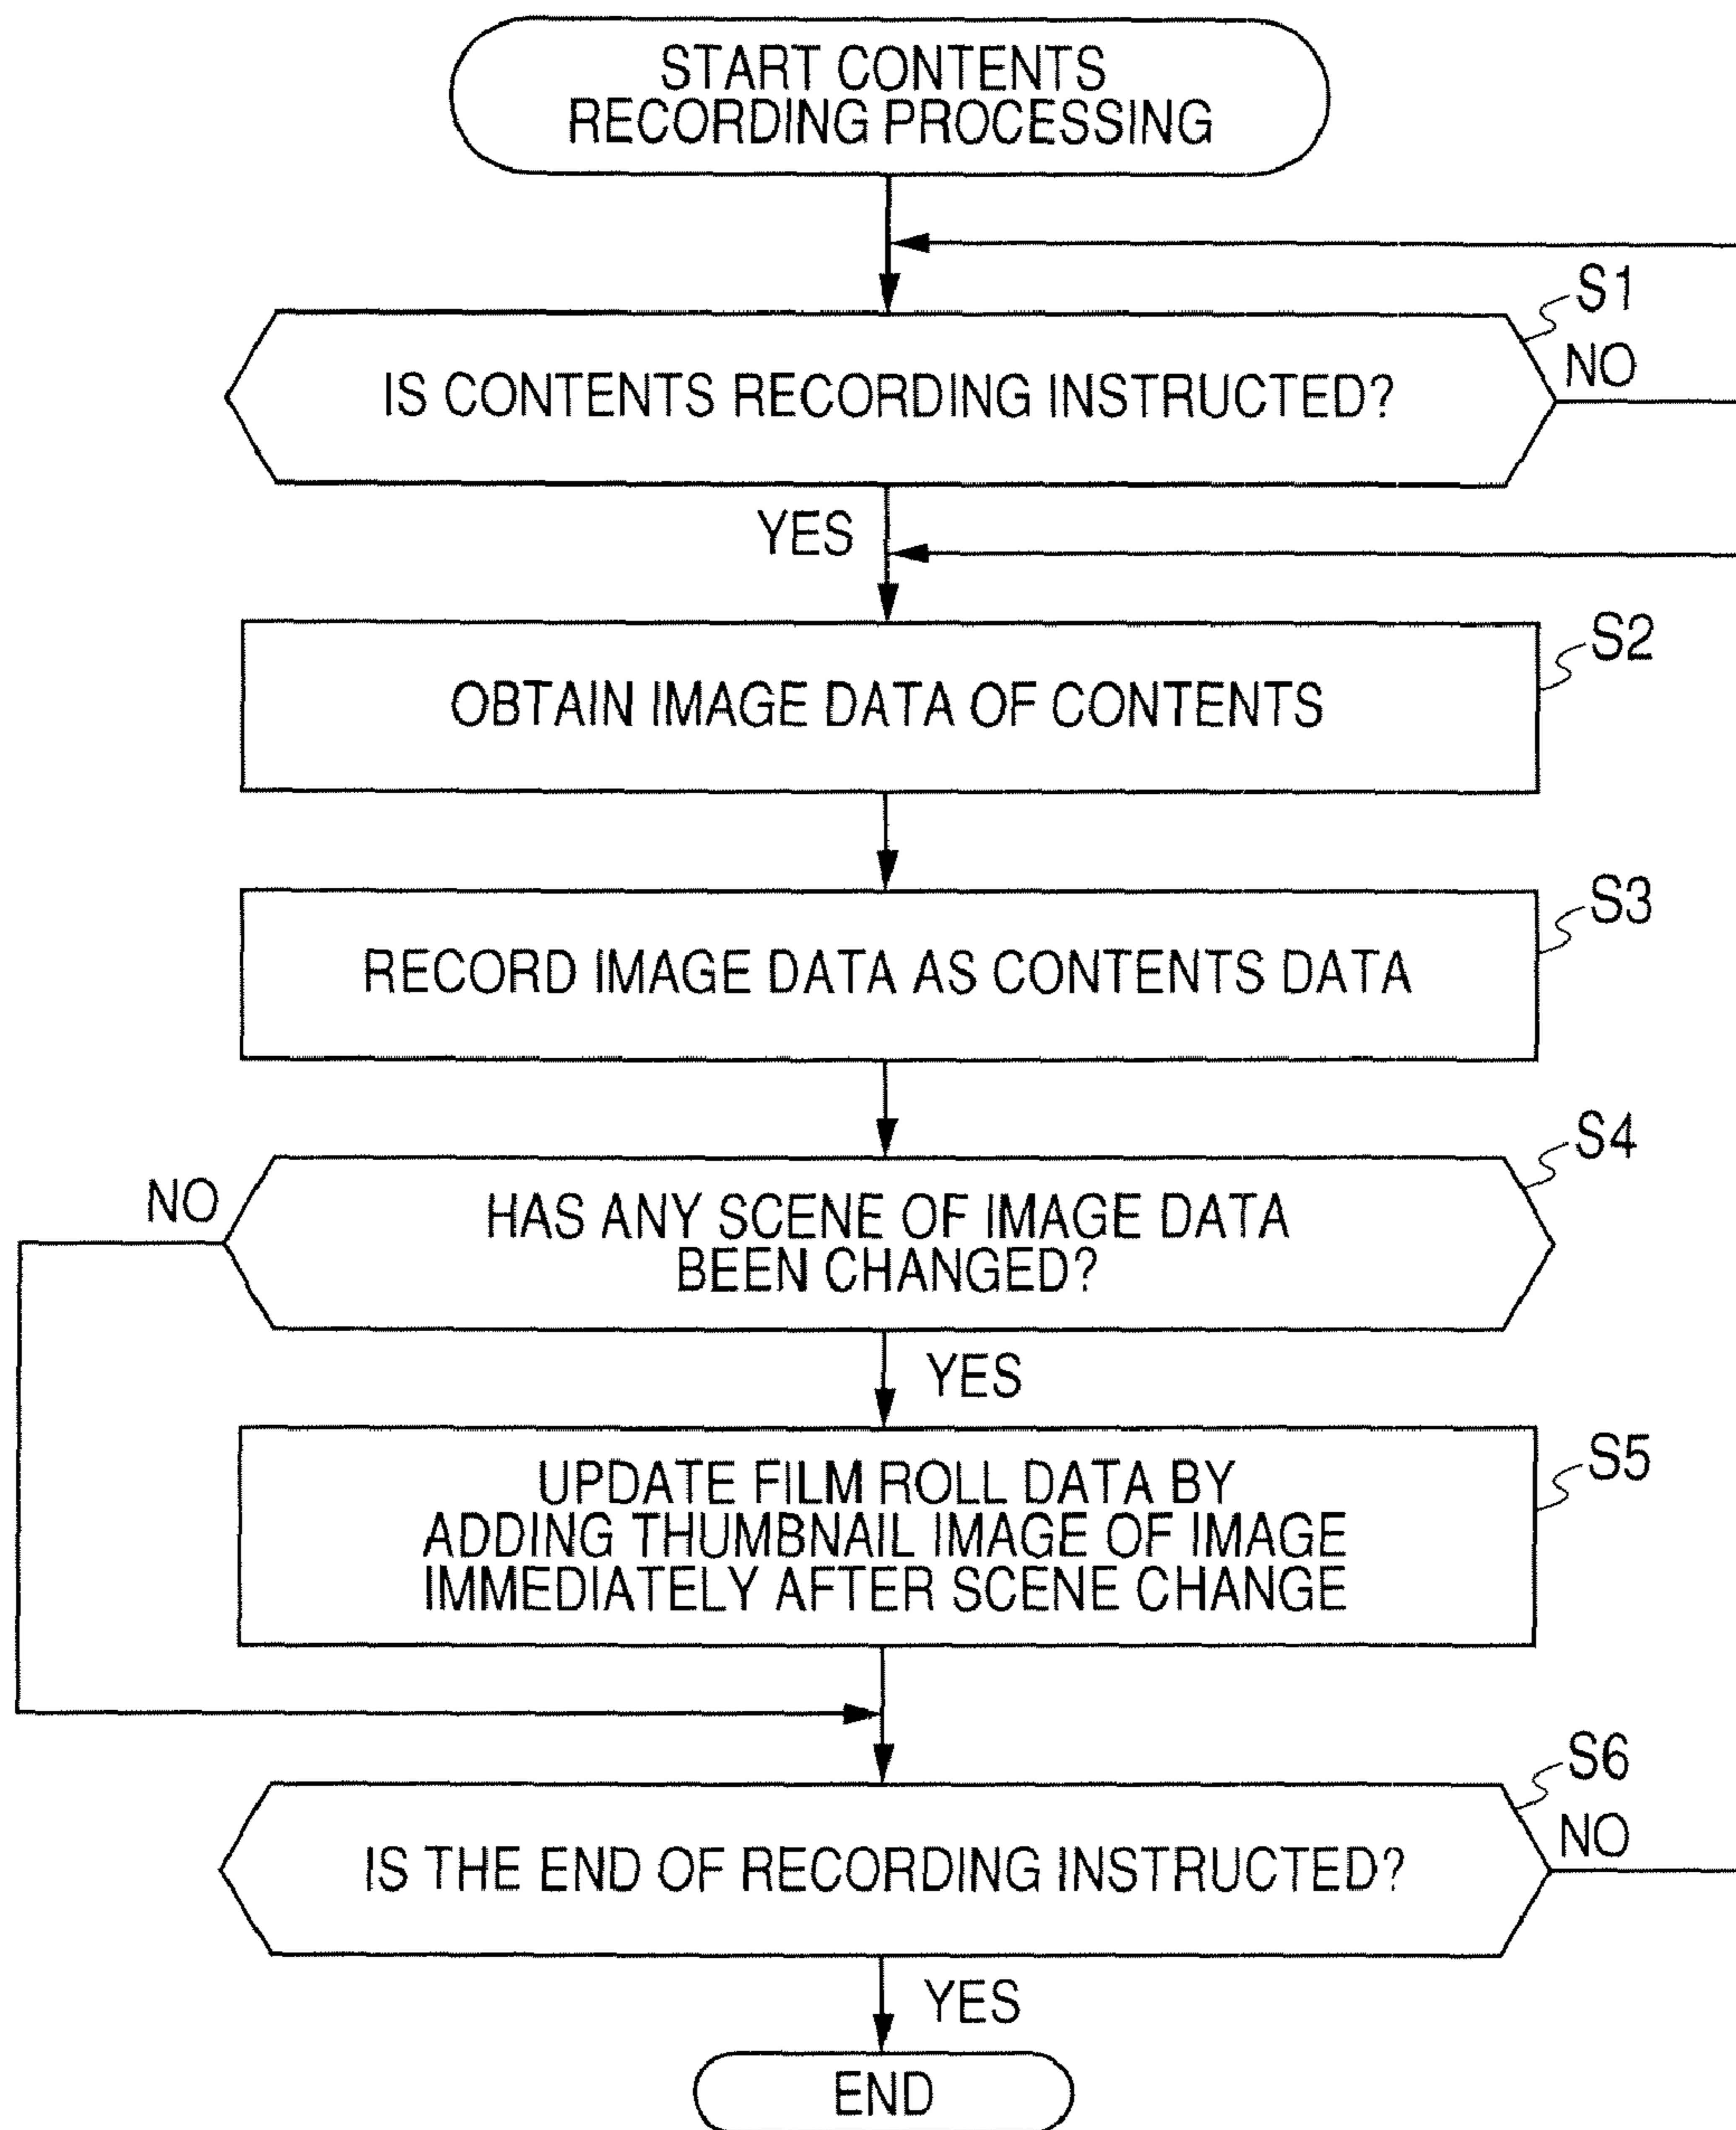 START CONTENTS
RECORDING PROCESSING
S1
IS CONTENTS RECORDING INSTRUCTED?
NO
YES
S2
OBTAIN IMAGE DATA OF CONTENTS
S3
RECORD IMAGE DATA AS CONTENTS DATA
S4
NO
HAS ANY SCENE OF IMAGE DATA
BEEN CHANGED?
YES
S5
UPDATE FILM ROLL DATA BY
ADDING THUMBNAIL IMAGE OF IMAGE
IMMEDIATELY AFTER SCENE CHANGE
S6
IS THE END OF RECORDING INSTRUCTED?
NO
YES
END